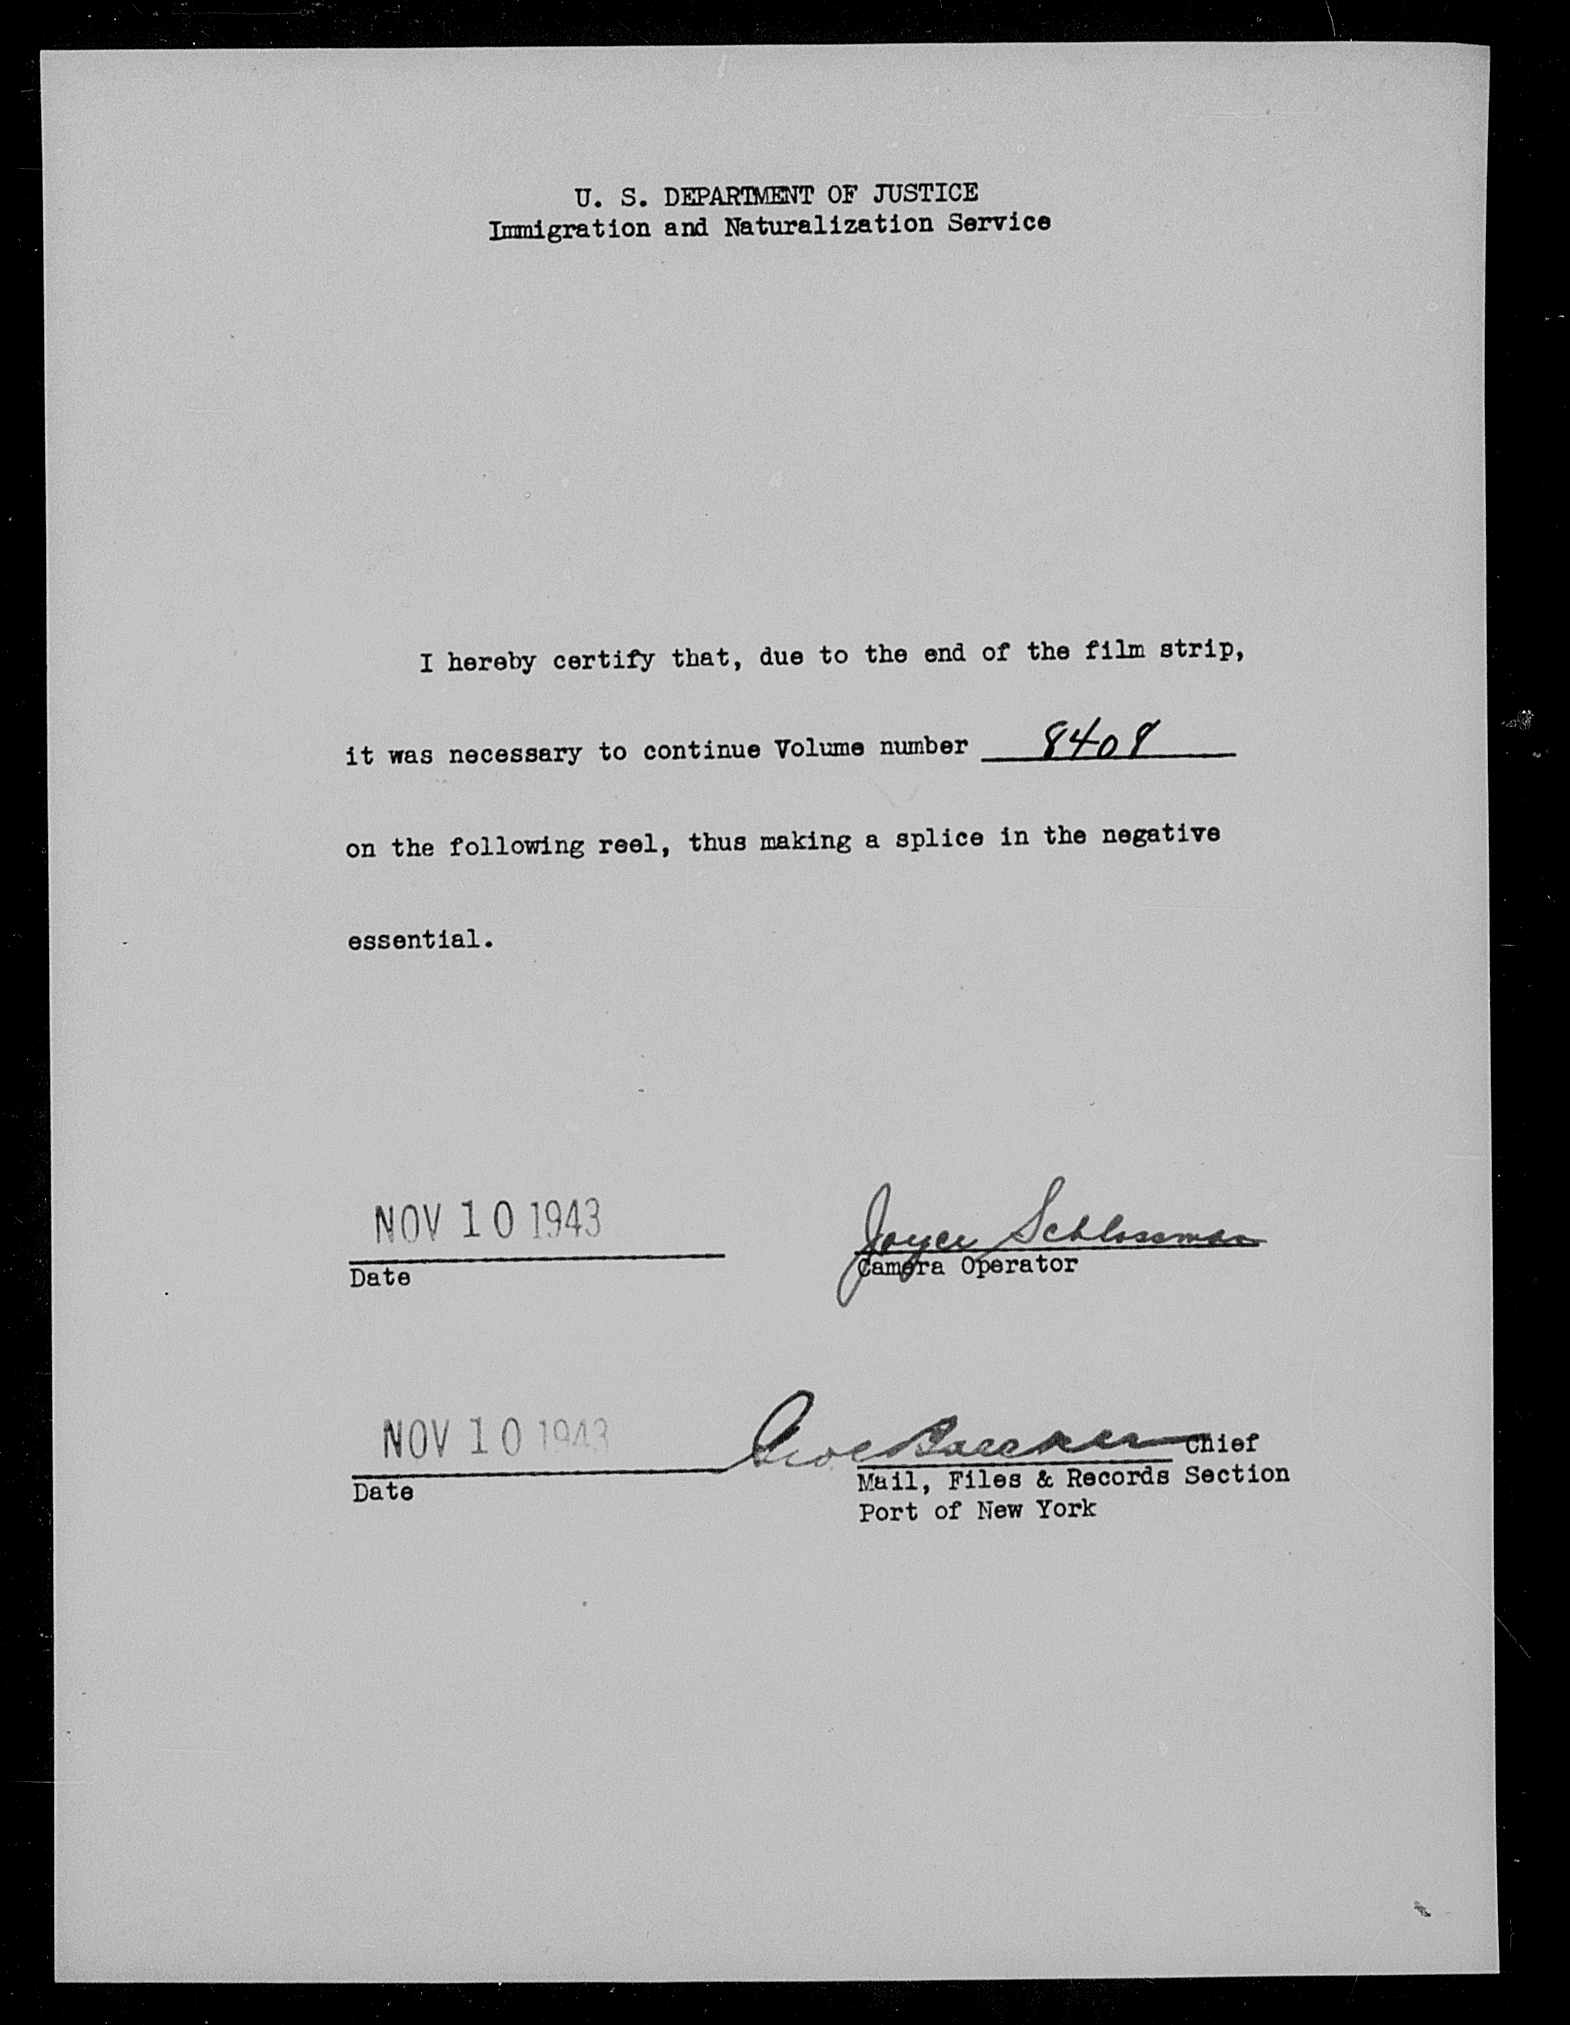 U. S. DEPARTMENT OF JUSTICE
Immigration and Naturalization Service
I hereby certify that, due to the end of the film strip,
it was necessary to continue Volume number 8408
on the following reel, thus making a splice in the negative
essential.
NOV 10 1943
Joyce Schlossman
Date
Camera Operator
NOV 10 1943
Chief
Date
Mail, Files & Records Section
Port of New York